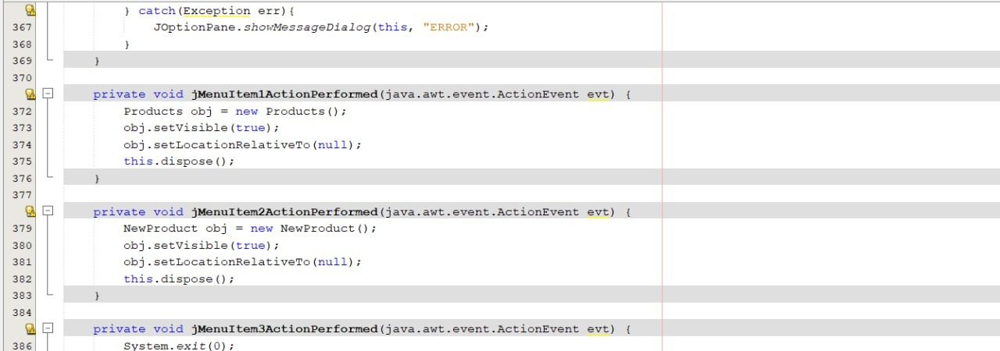 } catch(Exception err){
367 JOptionPane.showMessageDialog(this, "ERROR");
368 }
369 }
370
private void jMenuItem1ActionPerformed(java.awt.event.ActionEvent evt) {
372 Products obj = new Products();
373 obj.setVisible(true);
374 obj.setLocationRelativeTo(null);
375 this.dispose();
376 }
377
private void jMenuItem2ActionPerformed(java.awt.event.ActionEvent evt) {
379 NewProduct obj = new NewProduct();
380 obj.setVisible(true);
381 obj.setLocationRelativeTo(null);
382 this.dispose();
383 }
384
private void jMenuItem3ActionPerformed(java.awt.event.ActionEvent evt) {
386 System.exit(0);